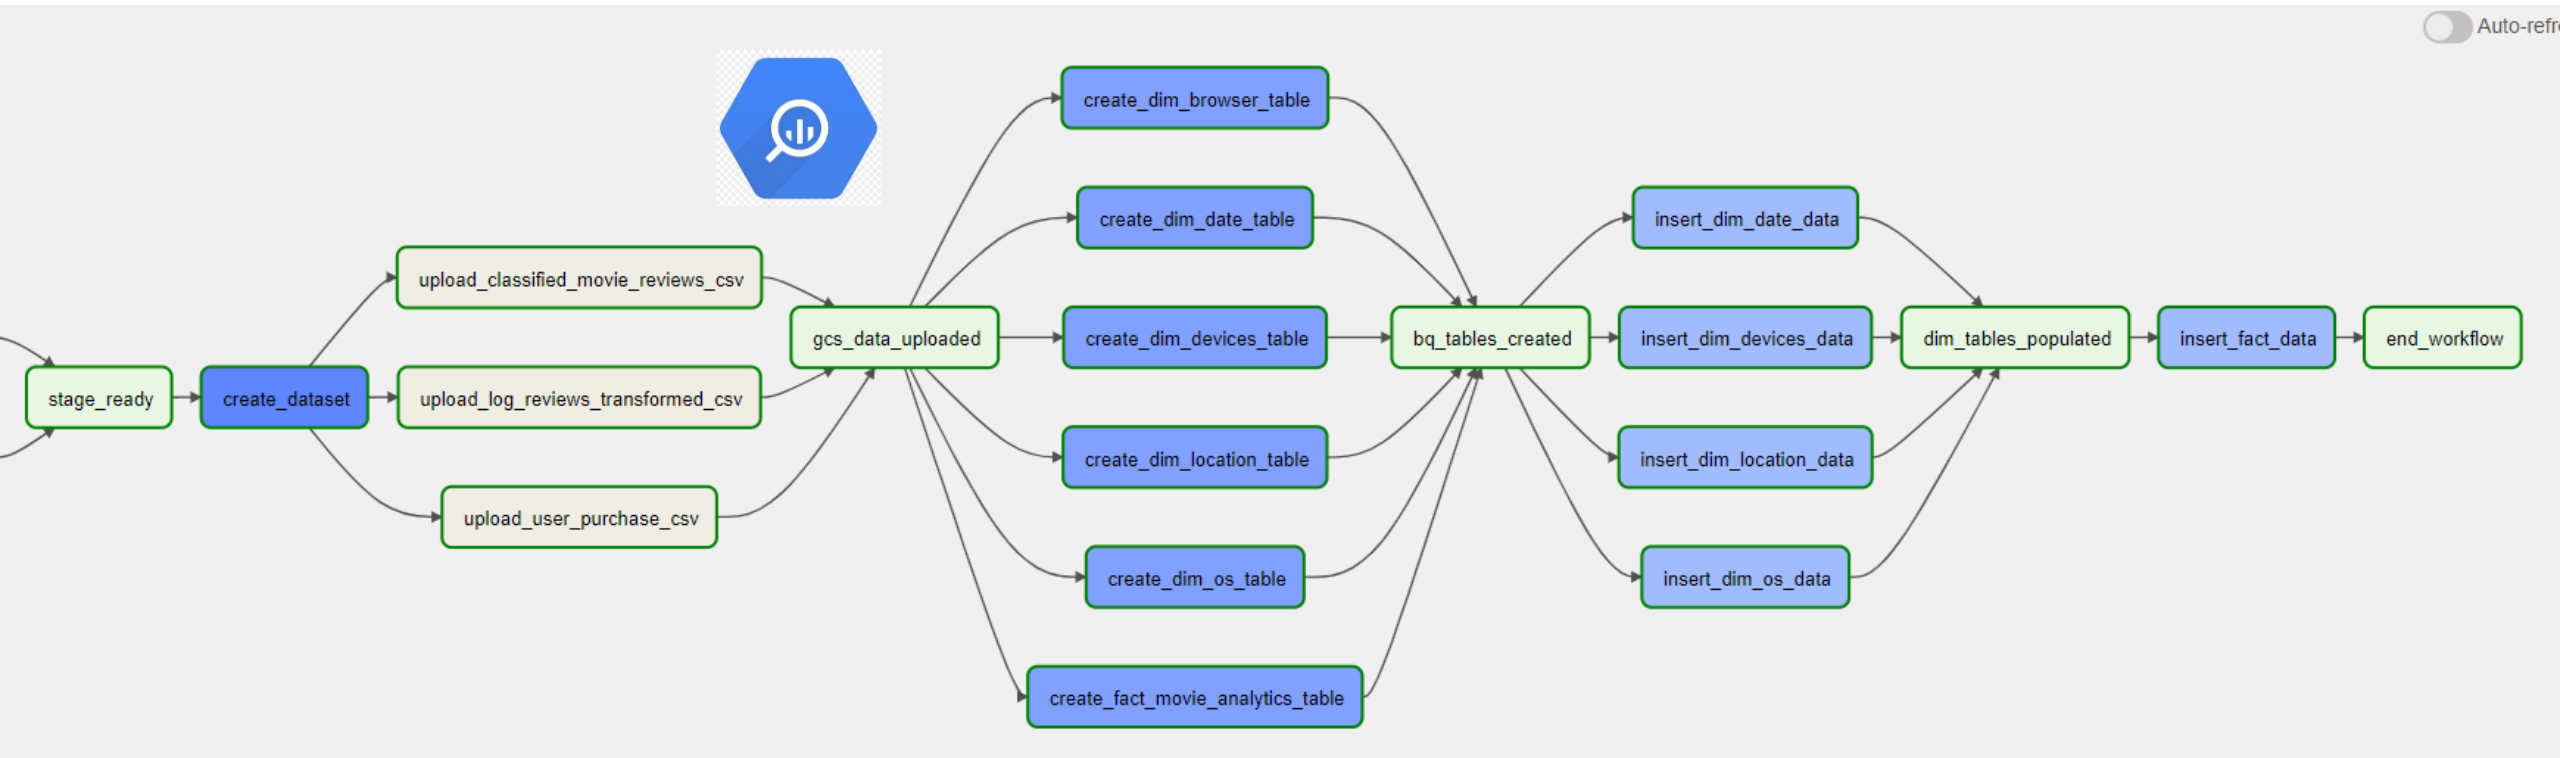 Auto-refre
create_dim_browser_table
create_dim_date_table
insert_dim_date_data
upload_classified_movie_reviews_csv
gcs_data_uploaded
create_dim_devices_table
bq_tables_created
insert_dim_devices_data
dim_tables_populated
insert_fact_data
end_workflow
stage_ready
create_dataset
upload_log_reviews_transformed_csv
create_dim_location_table
insert_dim_location_data
upload_user_purchase_csv
create_dim_os_table
insert_dim_os_data
create_fact_movie_analytics_table